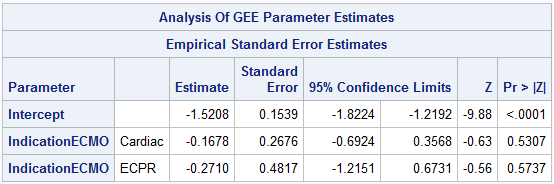 Analysis Of GEE Parameter Estimates
Empirical Standard Error Estimates
Parameter Estimate Standard Error 95% Confidence Limits Z Pr > |Z|
Intercept -1.5208 0.1539 -1.8224 -1.2192 -9.88 <.0001
IndicationECMO Cardiac -0.1678 0.2676 -0.6924 0.3568 -0.63 0.5307
IndicationECMO ECPR -0.2710 0.4817 -1.2151 0.6731 -0.56 0.5737